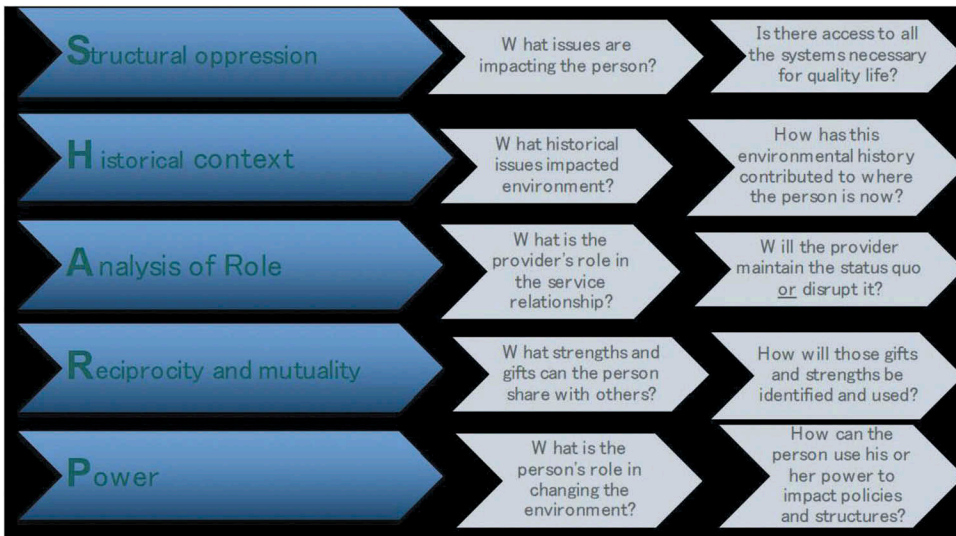 Structural oppression
What issues are
impacting the person?
Is there access to all
the systems necessary
for quality life?
Historical context
What historical
issues impacted
environment?
How has this
environmental history
contributed to where
the person is now?
Analysis of Role
What is the
provider's role in
the service
relationship?
Will the provider
maintain the status quo
or disrupt it?
Reciprocity and mutuality
What strengths and
gifts can the person
share with others?
How will those gifts
and strengths be
identified and used?
Power
What is the
person's role in
changing the
environment?
How can the
person use his or
her power to
impact policies
and structures?